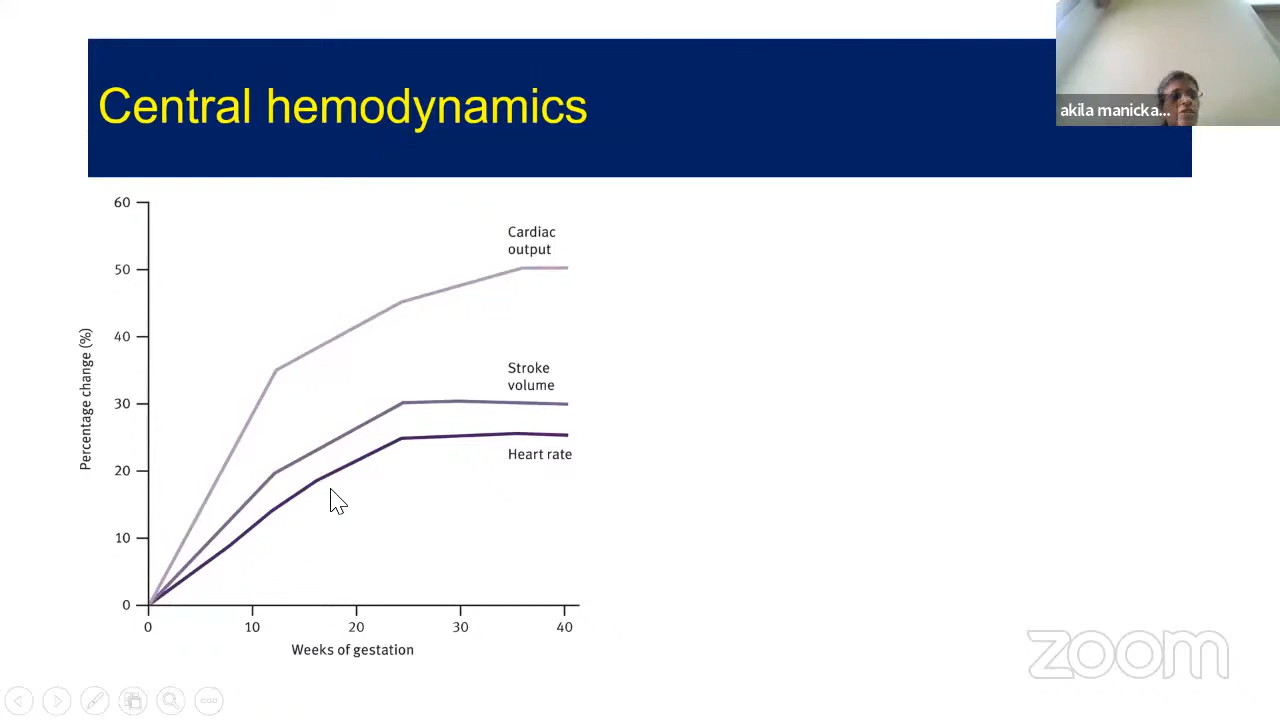 Central hemodynamics
akila manicka...
60
50
40
30
20
10
0
Percentage change (%)
Cardiac
output
Stroke
volume
Heart rate
0 10 20 30 40
Weeks of gestation
zoom